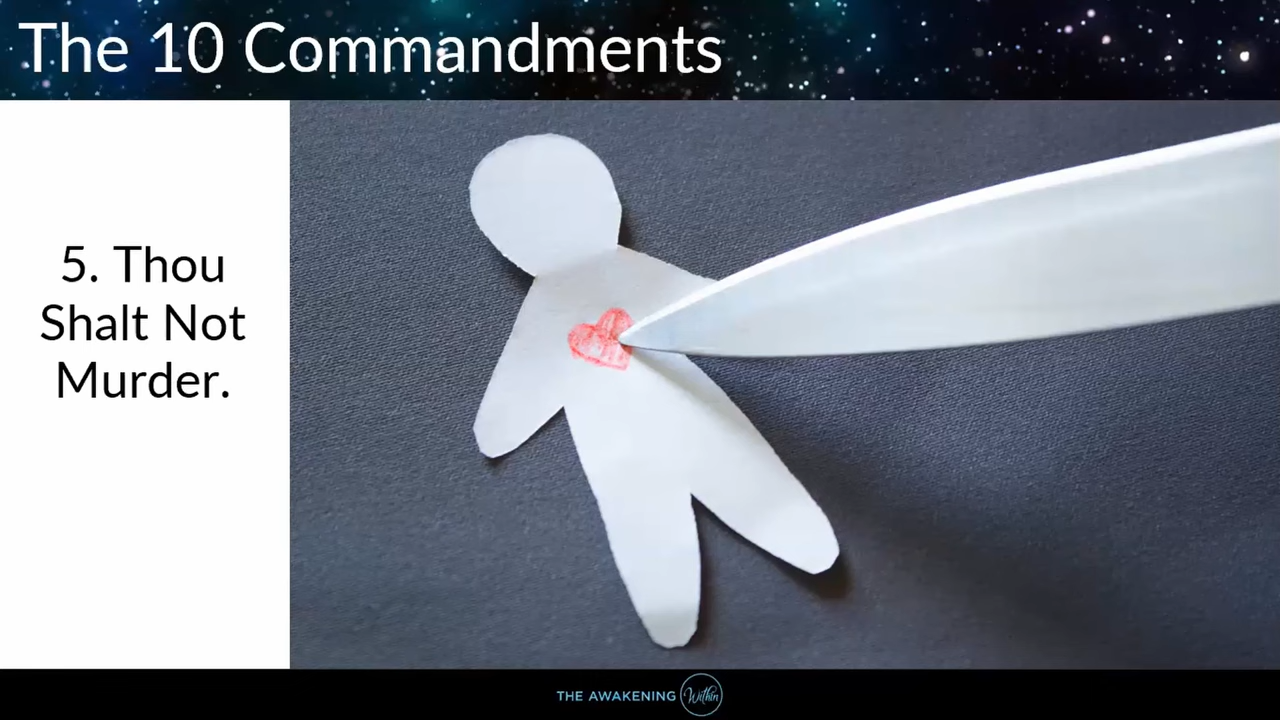 The 10 Commandments
5. Thou
Shalt Not
Murder.
THE AWAKENING Within